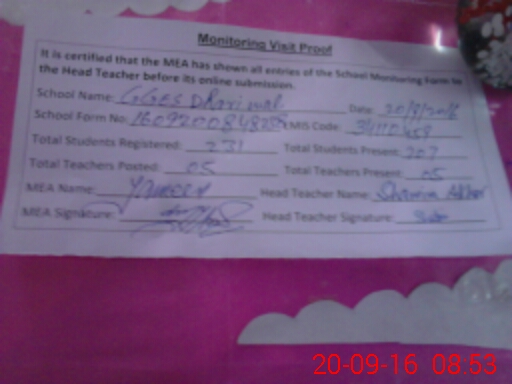 Monitoring Visit Proof
It is certified that the MEA has shown all entries of the School Monitoring Form to
the Head Teacher before its online submission.
School Name: GGES Date: 20/9/2016
School Form No: EMIS Code:
Total Students Registered: 231 Total Students Present: 207
Total Teachers Posted: 05 Total Teachers Present: 05
MEA Name: Head Teacher Name:
MEA Signature: Head Teacher Signature:
20-09-16 08:53